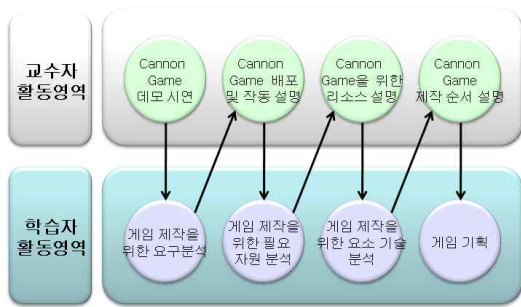 교수자
활동영역
Cannon
Game
데모 시연
Cannon
Game 배포
및 작동 설명
Cannon
Game을 위한
리소스 설명
Cannon
Game
제작 순서 설명
학습자
활동영역
게임 제작을
위한 요구분석
게임 제작을
위한 필요
자원 분석
게임 제작을
위한 요소 기술
분석
게임 기획